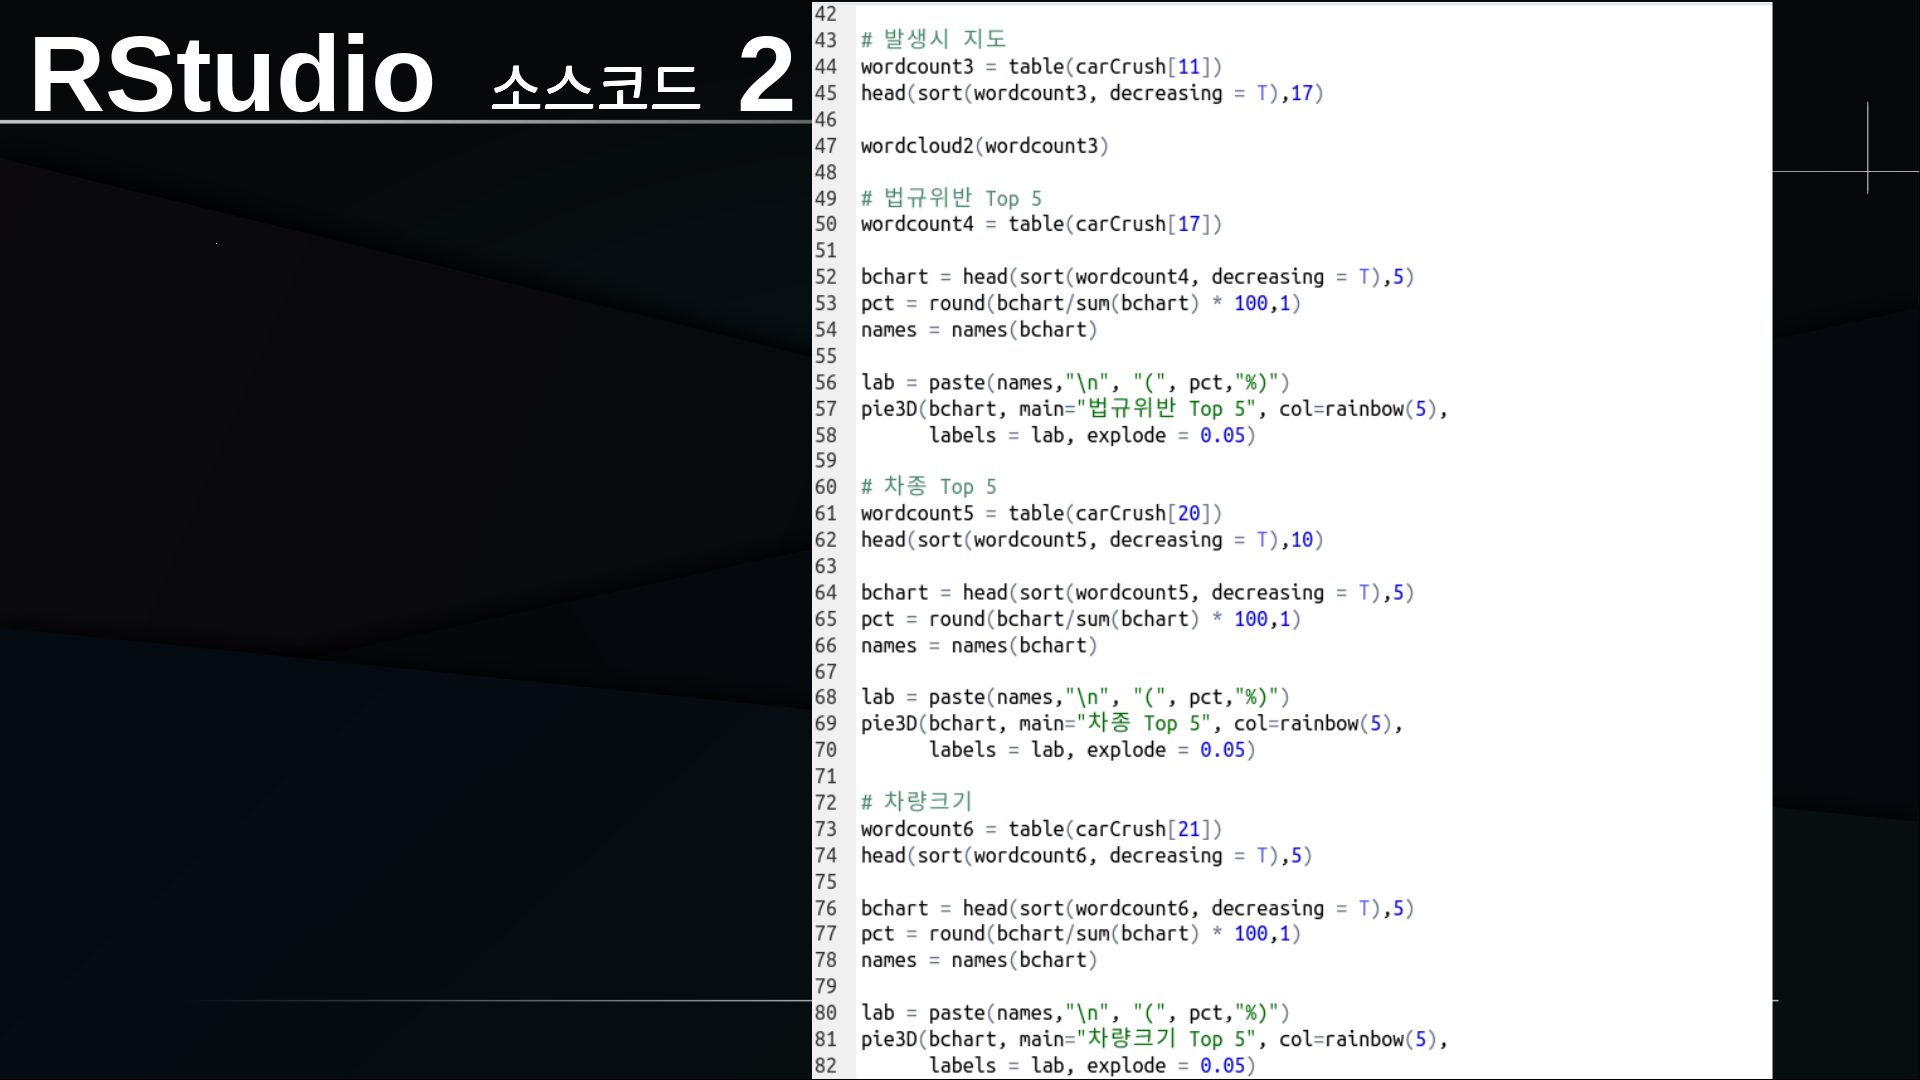 RStudio 소스코드 2
42
43 # 발생시 지도
44 wordcount3 = table(carCrush[11])
45 head(sort(wordcount3, decreasing = T),17)
46
47 wordcloud2(wordcount3)
48
49 # 법규위반 Top 5
50 wordcount4 = table(carCrush[17])
51
52 bchart = head(sort(wordcount4, decreasing = T),5)
53 pct = round(bchart/sum(bchart) * 100,1)
54 names = names(bchart)
55
56 lab = paste(names,"\n", "(", pct,"%)")
57 pie3D(bchart, main="법규위반 Top 5", col=rainbow(5),
58       labels = lab, explode = 0.05)
59
60 # 차종 Top 5
61 wordcount5 = table(carCrush[20])
62 head(sort(wordcount5, decreasing = T),10)
63
64 bchart = head(sort(wordcount5, decreasing = T),5)
65 pct = round(bchart/sum(bchart) * 100,1)
66 names = names(bchart)
67
68 lab = paste(names,"\n", "(", pct,"%)")
69 pie3D(bchart, main="차종 Top 5", col=rainbow(5),
70       labels = lab, explode = 0.05)
71
72 # 차량크기
73 wordcount6 = table(carCrush[21])
74 head(sort(wordcount6, decreasing = T),5)
75
76 bchart = head(sort(wordcount6, decreasing = T),5)
77 pct = round(bchart/sum(bchart) * 100,1)
78 names = names(bchart)
79
80 lab = paste(names,"\n", "(", pct,"%)")
81 pie3D(bchart, main="차량크기 Top 5", col=rainbow(5),
82       labels = lab, explode = 0.05)